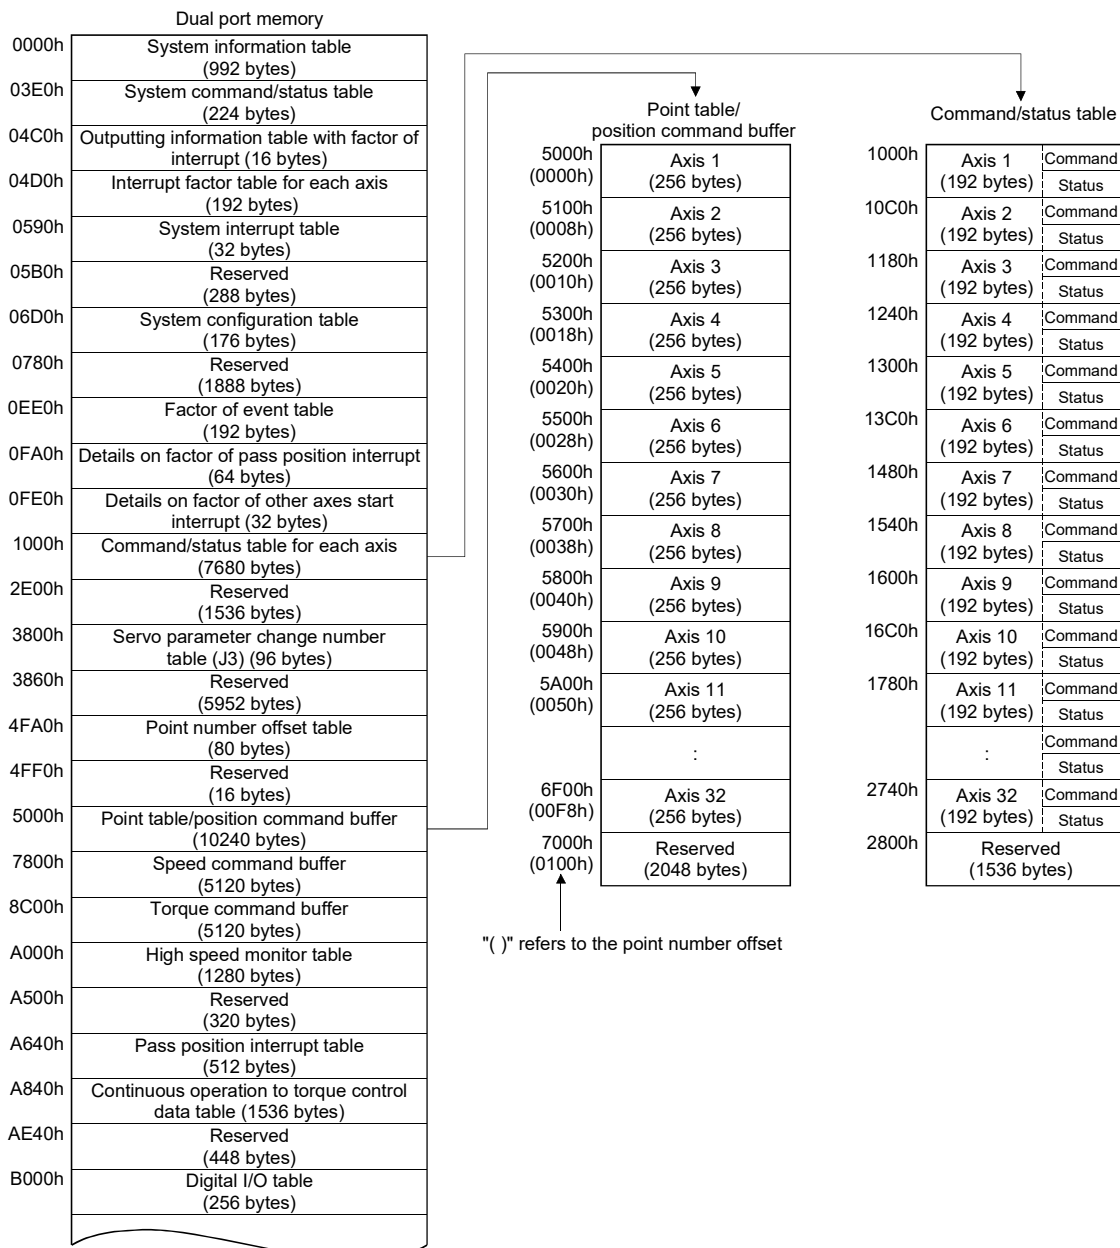 Dual port memory
0000h
System information table
(992 bytes)
03E0h
System command/status table
(224 bytes)
04C0h
Outputting information table with factor of
interrupt (16 bytes)
04D0h
Interrupt factor table for each axis
(192 bytes)
0590h
System interrupt table
(32 bytes)
05B0h
Reserved
(288 bytes)
06D0h
System configuration table
(176 bytes)
0780h
Reserved
(1888 bytes)
0EE0h
Factor of event table
(192 bytes)
0FA0h
Details on factor of pass position interrupt
(64 bytes)
0FE0h
Details on factor of other axes start
interrupt (32 bytes)
1000h
Command/status table for each axis
(7680 bytes)
2E00h
Reserved
(1536 bytes)
3800h
Servo parameter change number
table (J3) (96 bytes)
3860h
Reserved
(5952 bytes)
4FA0h
Point number offset table
(80 bytes)
4FF0h
Reserved
(16 bytes)
5000h
Point table/position command buffer
(10240 bytes)
7800h
Speed command buffer
(5120 bytes)
8C00h
Torque command buffer
(5120 bytes)
A000h
High speed monitor table
(1280 bytes)
A500h
Reserved
(320 bytes)
A640h
Pass position interrupt table
(512 bytes)
A840h
Continuous operation to torque control
data table (1536 bytes)
AE40h
Reserved
(448 bytes)
B000h
Digital I/O table
(256 bytes)
Point table/
position command buffer
5000h
(0000h)
Axis 1
(256 bytes)
5100h
(0008h)
Axis 2
(256 bytes)
5200h
(0010h)
Axis 3
(256 bytes)
5300h
(0018h)
Axis 4
(256 bytes)
5400h
(0020h)
Axis 5
(256 bytes)
5500h
(0028h)
Axis 6
(256 bytes)
5600h
(0030h)
Axis 7
(256 bytes)
5700h
(0038h)
Axis 8
(256 bytes)
5800h
(0040h)
Axis 9
(256 bytes)
5900h
(0048h)
Axis 10
(256 bytes)
5A00h
(0050h)
Axis 11
(256 bytes)
:
6F00h
(00F8h)
Axis 32
(256 bytes)
7000h
(0100h)
Reserved
(2048 bytes)
"( )" refers to the point number offset
Command/status table
1000h
Axis 1
(192 bytes)
Command
Status
10C0h
Axis 2
(192 bytes)
Command
Status
1180h
Axis 3
(192 bytes)
Command
Status
1240h
Axis 4
(192 bytes)
Command
Status
1300h
Axis 5
(192 bytes)
Command
Status
13C0h
Axis 6
(192 bytes)
Command
Status
1480h
Axis 7
(192 bytes)
Command
Status
1540h
Axis 8
(192 bytes)
Command
Status
1600h
Axis 9
(192 bytes)
Command
Status
16C0h
Axis 10
(192 bytes)
Command
Status
1780h
Axis 11
(192 bytes)
Command
Status
:
Command
Status
2740h
Axis 32
(192 bytes)
Command
Status
2800h
Reserved
(1536 bytes)